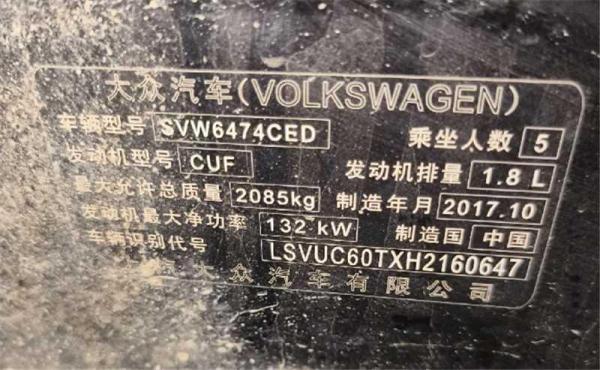 大众汽车(VOLKSWAGEN)
车辆型号 SVW6474CED 乘坐人数 5
发动机型号 CUF 发动机排量 1.8 L
最大允许总质量 2085kg 制造年月 2017.10
发动机最大净功率 132 kW 制造国 中国
车辆识别代号 LSVUC60TXH2160647
大众汽车有限公司